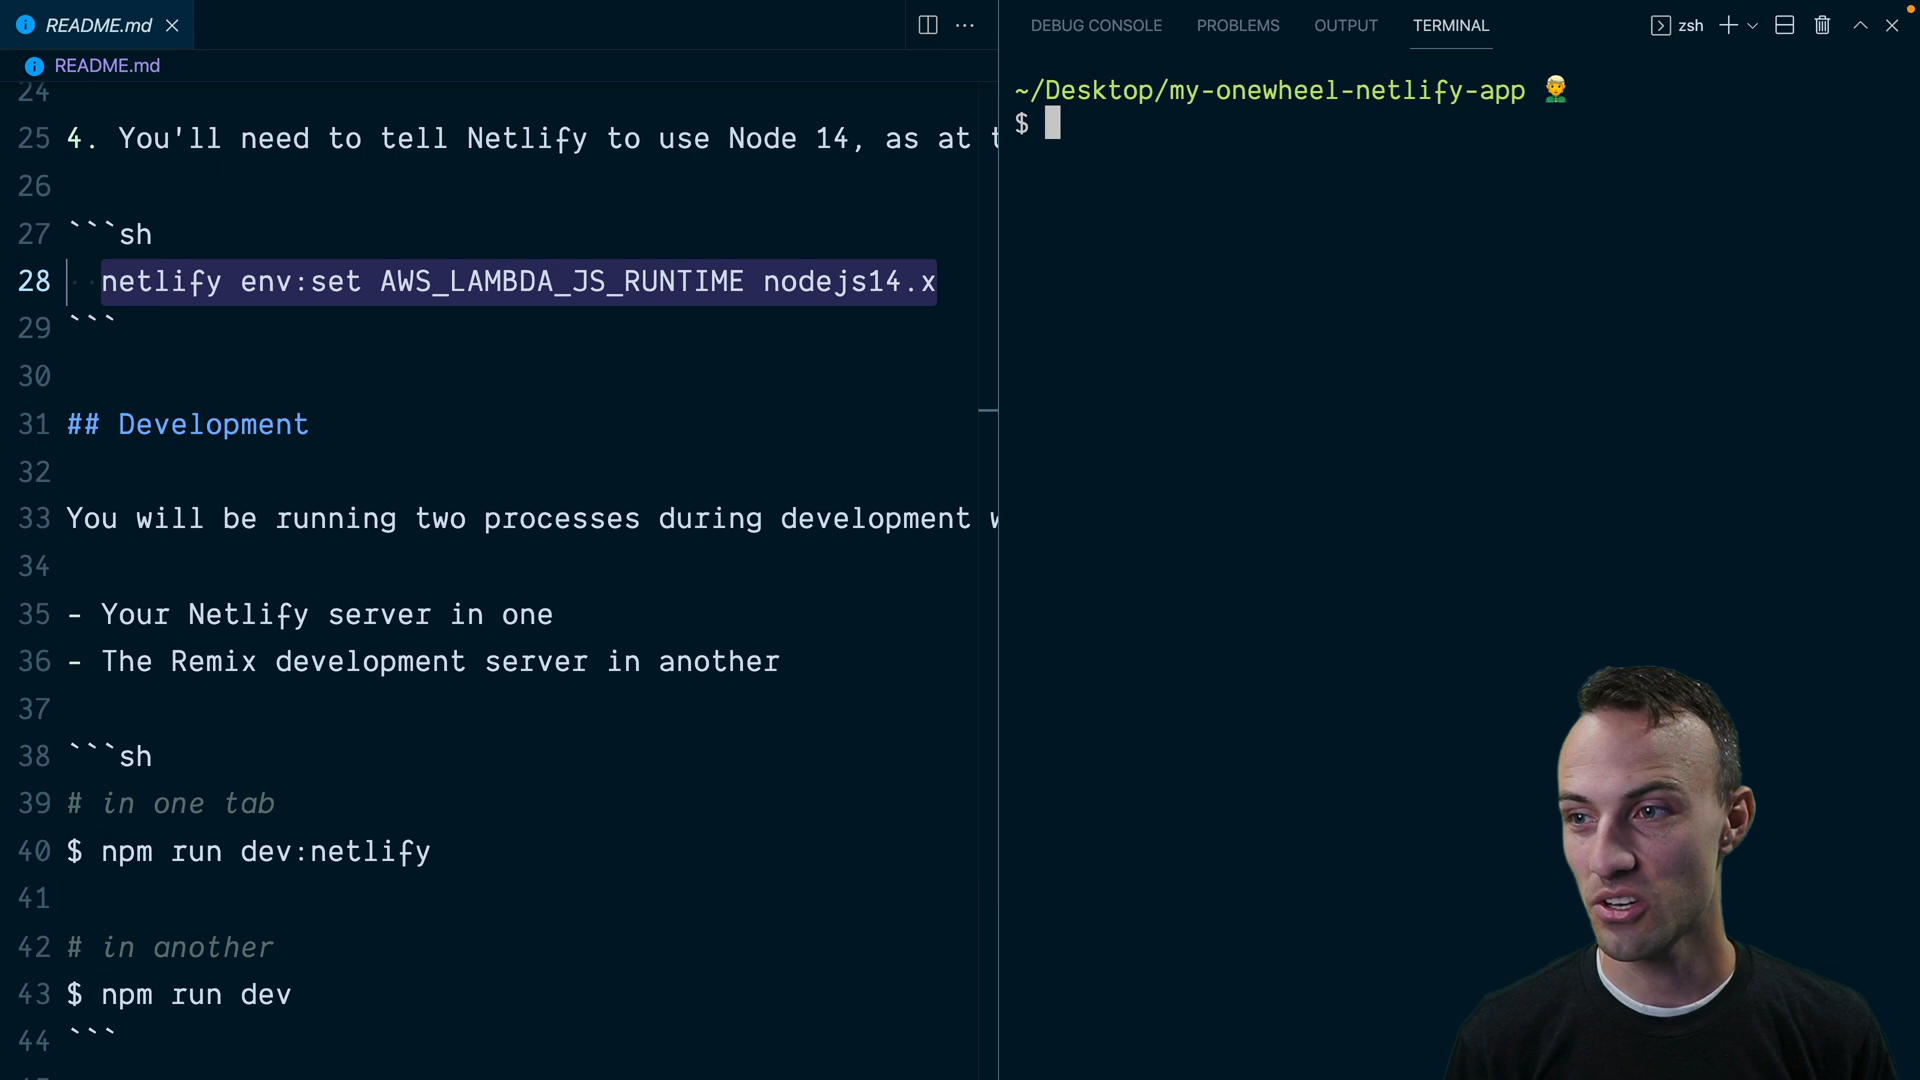 README.md
README.md
24
25 4. You'll need to tell Netlify to use Node 14, as at t
26
27 ```sh
28 netlify env:set AWS_LAMBDA_JS_RUNTIME nodejs14.x
29 ```
30
31 ## Development
32
33 You will be running two processes during development w
34
35 - Your Netlify server in one
36 - The Remix development server in another
37
38 ```sh
39 # in one tab
40 $ npm run dev:netlify
41
42 # in another
43 $ npm run dev
44 ```
DEBUG CONSOLE PROBLEMS OUTPUT TERMINAL zsh
~/Desktop/my-onewheel-netlify-app
$